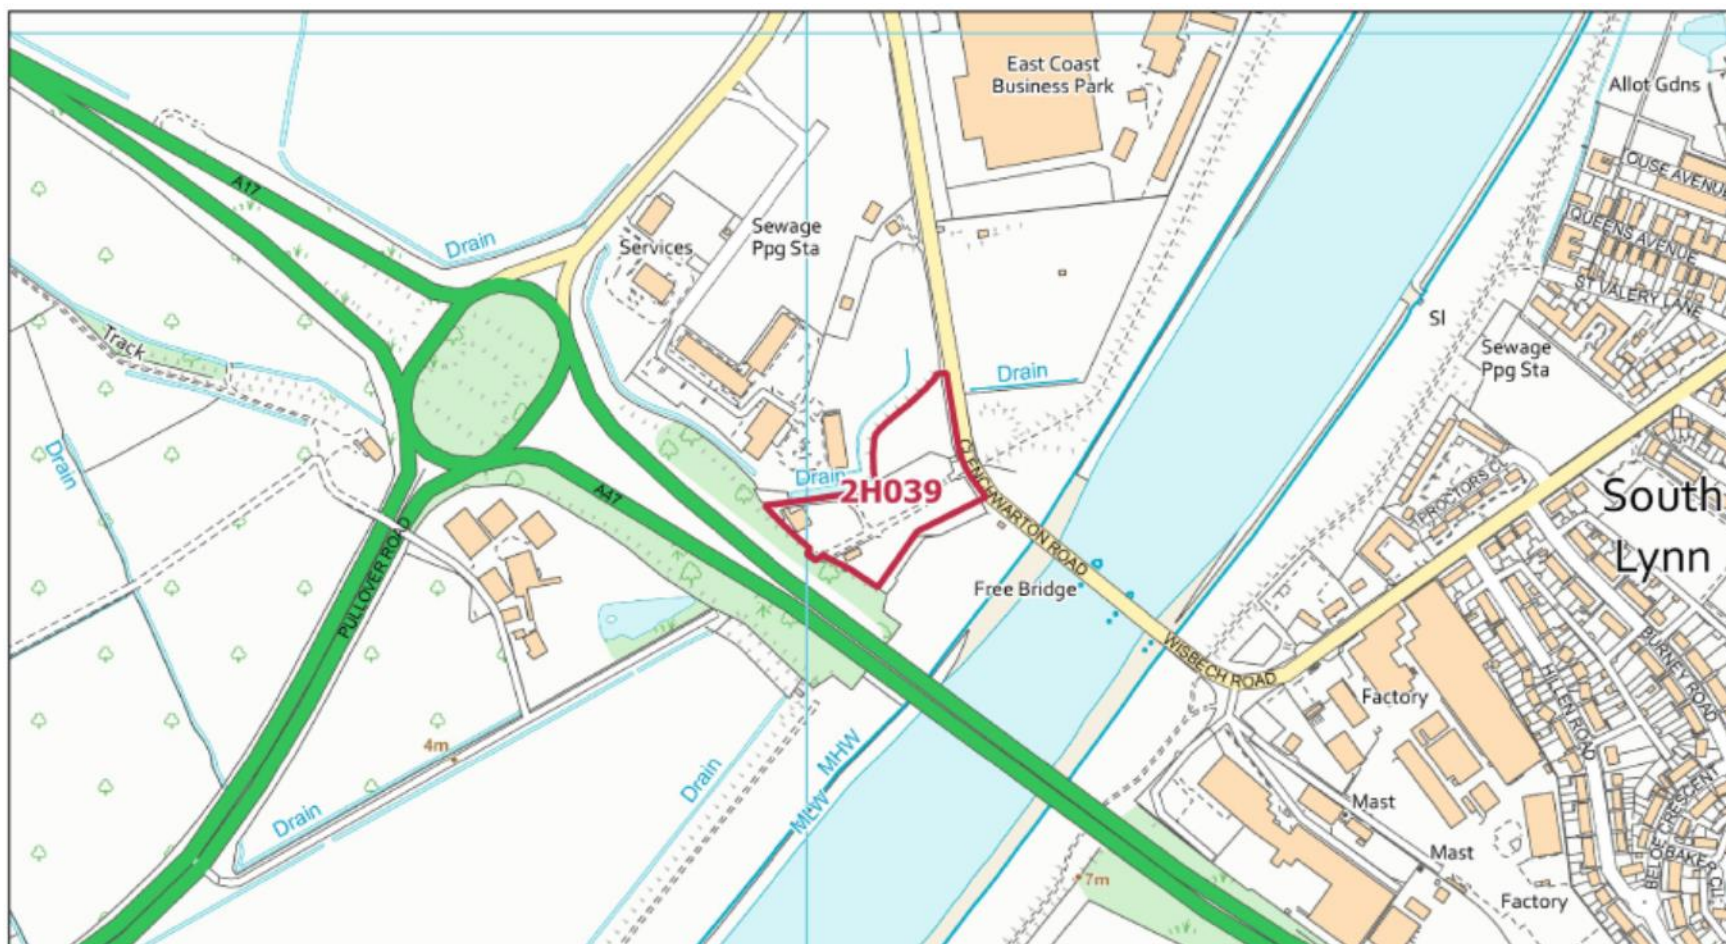 East Coast
Business Park
Allot Gdns
A17
Drain
Services
Sewage
Ppg Sta
QUEENS AVENUE
ST VALERY LANE
Track
SI
Sewage
Ppg Sta
Drain
Drain
Drain
2H039
A47
CLENCHWARTON ROAD
PROCTORS CL
South
Lynn
PULLOVER ROAD
Free Bridge
WISBECH ROAD
BURNEY ROAD
HILLEN ROAD
Factory
4m
Drain
MHW
MLW
Drain
Mast
Mast
7m
Factory
CRESCENT
BAKER